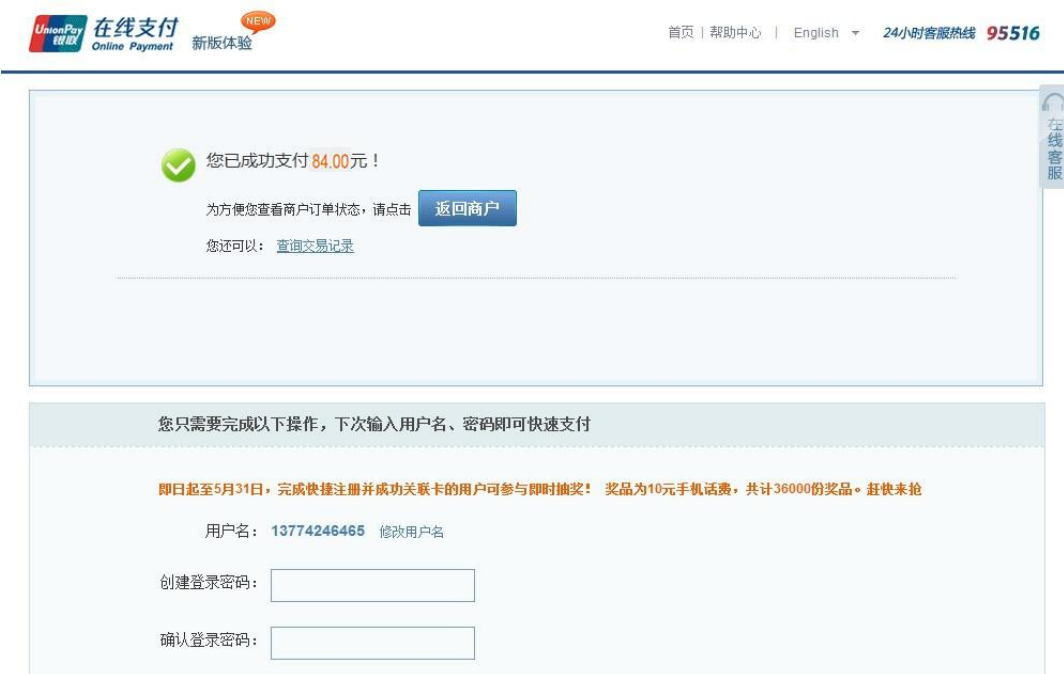 UnionPay 在线支付 NEW
银联 Online Payment 新版体验
首页 | 帮助中心 | English 24小时客服热线 95516
在线客服
您已成功支付84.00元！
为方便您查看商户订单状态，请点击 返回商户
您还可以： 查询交易记录
您只需要完成以下操作，下次输入用户名、密码即可快速支付
即日起至5月31日，完成快捷注册并成功关联卡的用户可参与即时抽奖！ 奖品为10元手机话费，共计36000份奖品。赶快来抢
用户名： 13774246465 修改用户名
创建登录密码：
确认登录密码：